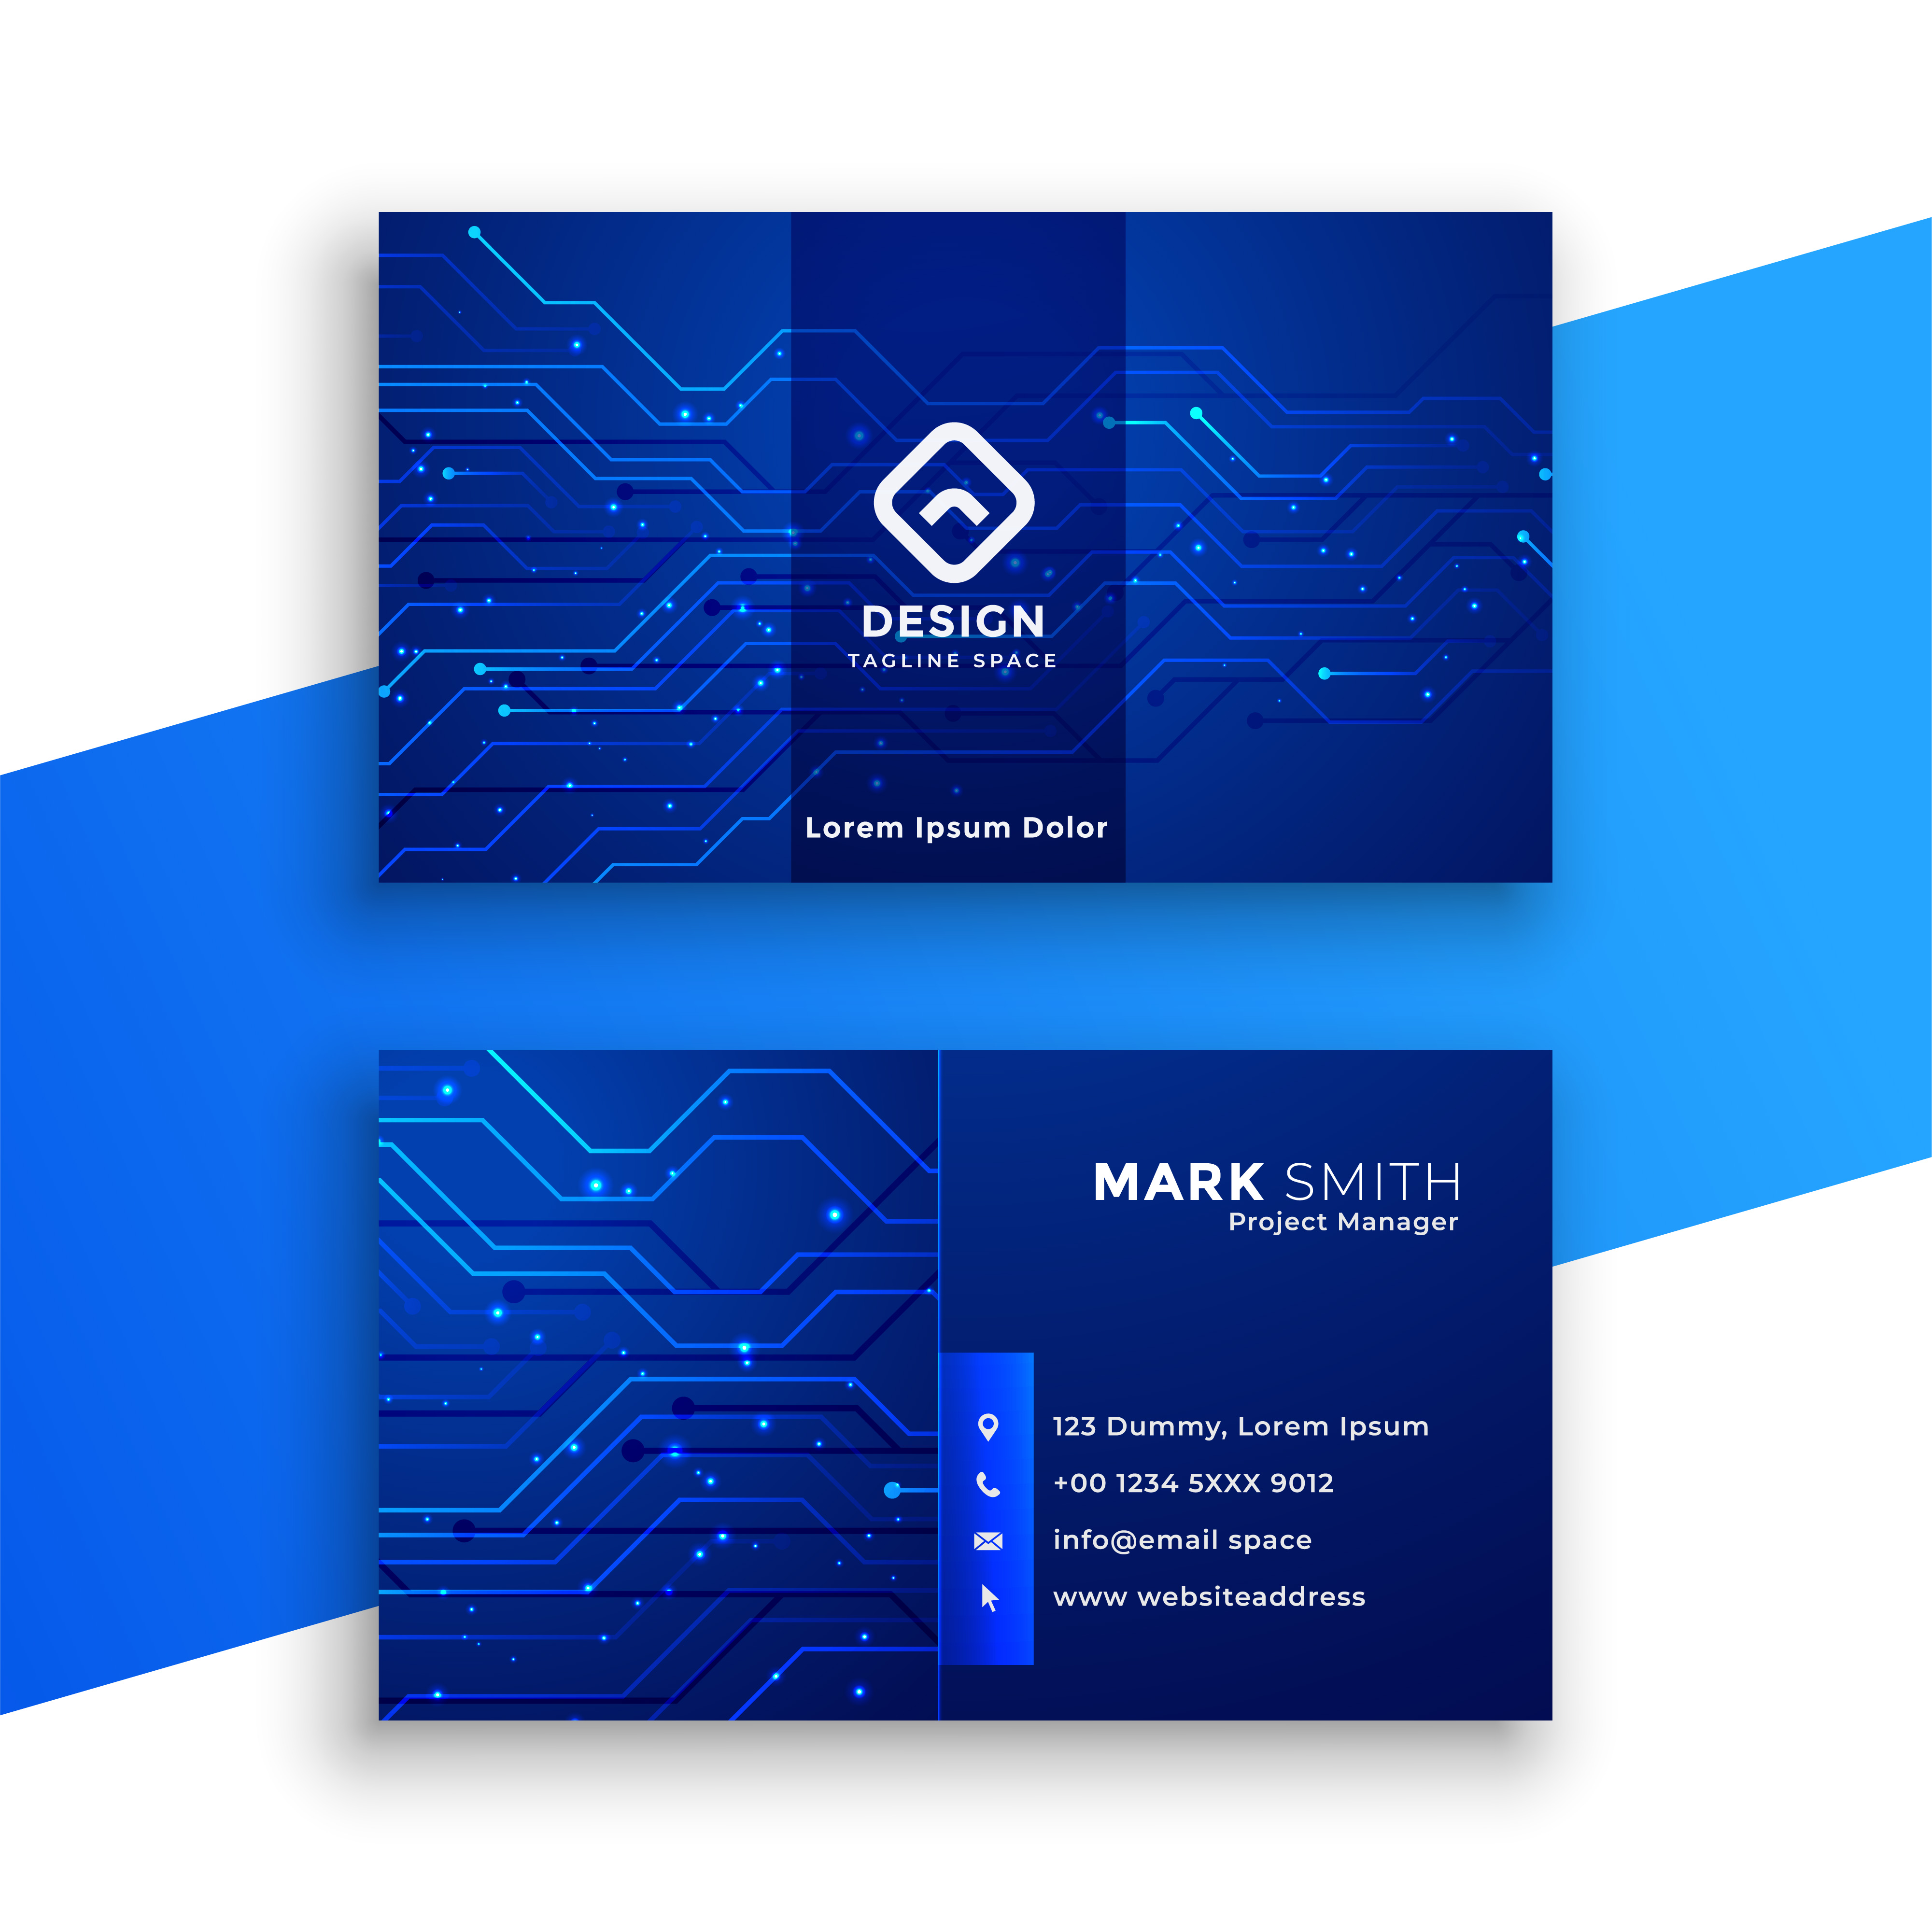 DESIGN
TAGLINE SPACE
Lorem Ipsum Dolor
MARK SMITH
Project Manager
123 Dummy, Lorem Ipsum
+00 1234 5XXX 9012
info@email space
www websiteaddress